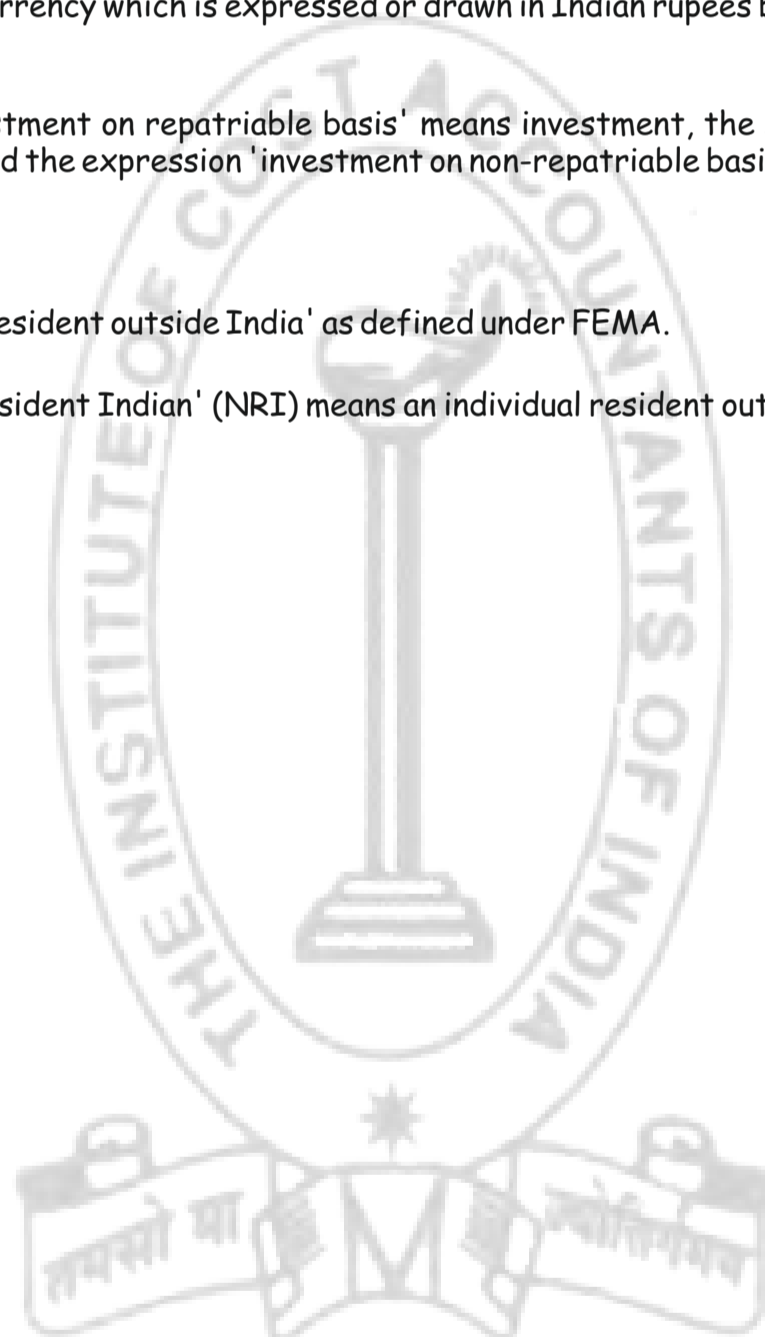 rrency which is expressed or drawn in Indian rupees
tment on repatriable basis' means investment, the
d the expression 'investment on non-repatriable basi
esident outside India' as defined under FEMA.
sident Indian' (NRI) means an individual resident out
THE INSTITUTE OF COST ACCOUNTANTS OF INDIA
तमसो मा ज्योतिर्गमय